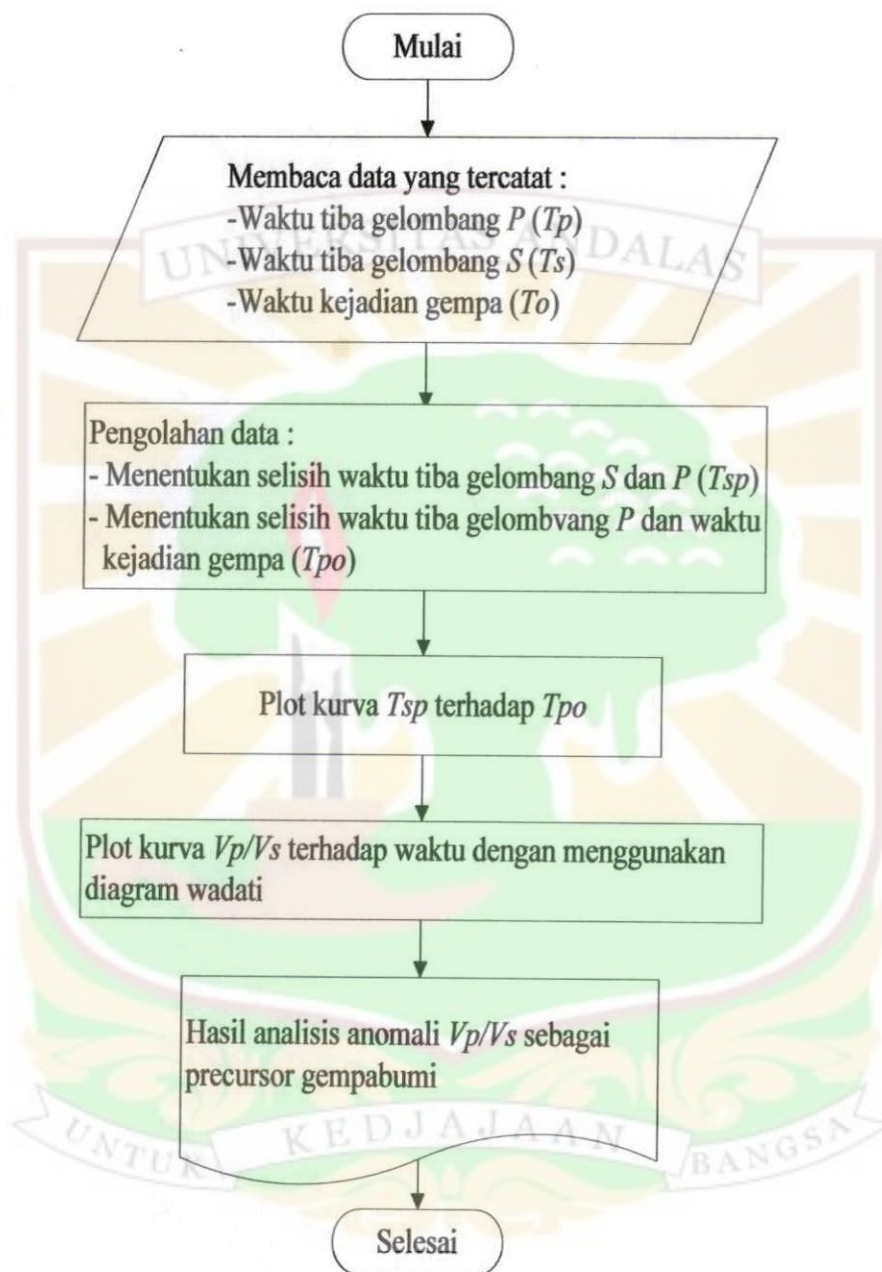 Mulai
Membaca data yang tercatat :
-Waktu tiba gelombang P (Tp)
-Waktu tiba gelombang S (Ts)
-Waktu kejadian gempa (To)
UNIVERSITAS ANDALAS
Pengolahan data :
- Menentukan selisih waktu tiba gelombang S dan P (Tsp)
- Menentukan selisih waktu tiba gelombvang P dan waktu
kejadian gempa (Tpo)
Plot kurva Tsp terhadap Tpo
Plot kurva Vp/Vs terhadap waktu dengan menggunakan
diagram wadati
Hasil analisis anomali Vp/Vs sebagai
precursor gempabumi
UNTUK KEDJAJAAN BANGSA
Selesai